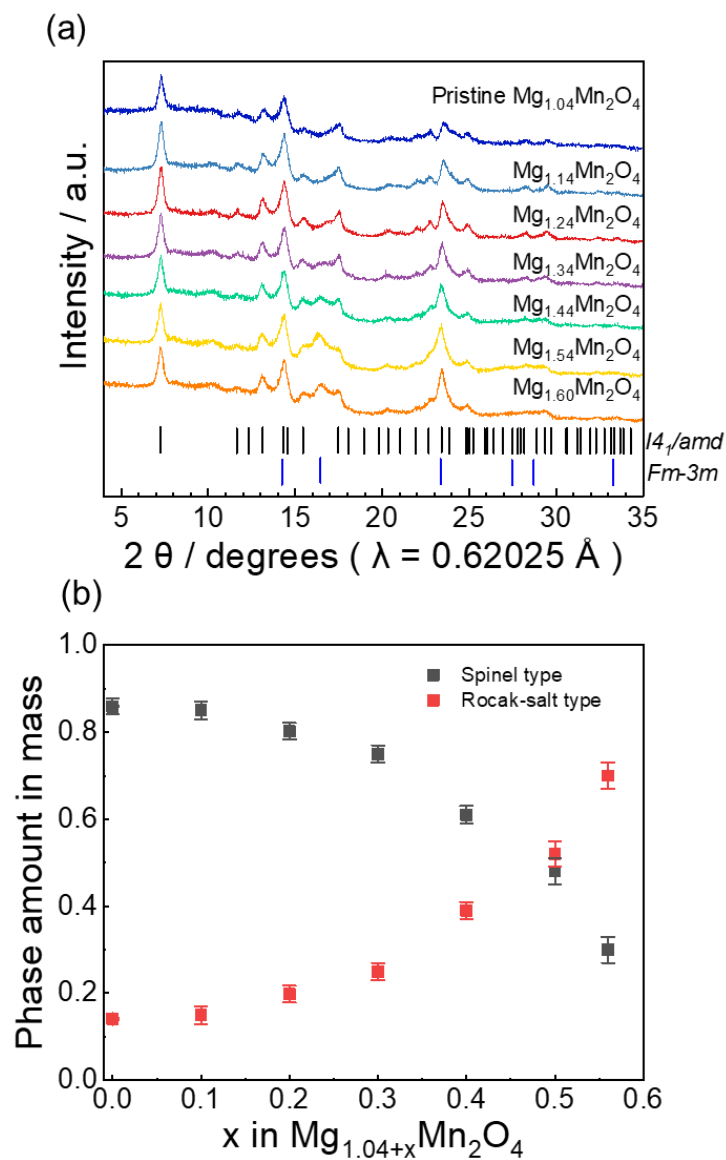 (a)
Pristine Mg₁.₀₄Mn₂O₄
Mg₁.₁₄Mn₂O₄
Mg₁.₂₄Mn₂O₄
Mg₁.₃₄Mn₂O₄
Mg₁.₄₄Mn₂O₄
Mg₁.₅₄Mn₂O₄
Mg₁.₆₀Mn₂O₄
I4₁/amd
Fm-3m
Intensity / a.u.
5 10 15 20 25 30 35
2 θ / degrees ( λ = 0.62025 Å )
(b)
1.0
Spinel type
Rocak-salt type
0.8
0.6
0.4
0.2
0.0
Phase amount in mass
0.0 0.1 0.2 0.3 0.4 0.5 0.6
x in Mg₁.₀₄₊ₓMn₂O₄